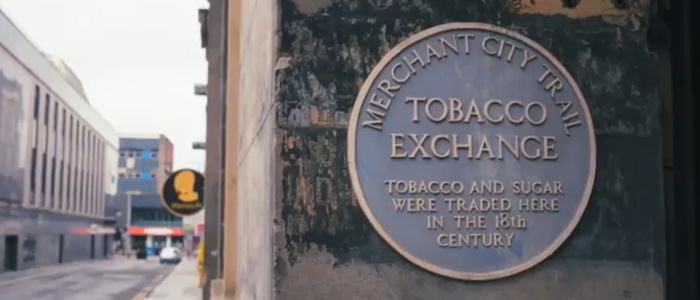 MERCHANT CITY TRAIL
TOBACCO
EXCHANGE
TOBACCO AND SUGAR
WERE TRADED HERE
IN THE 18th
CENTURY